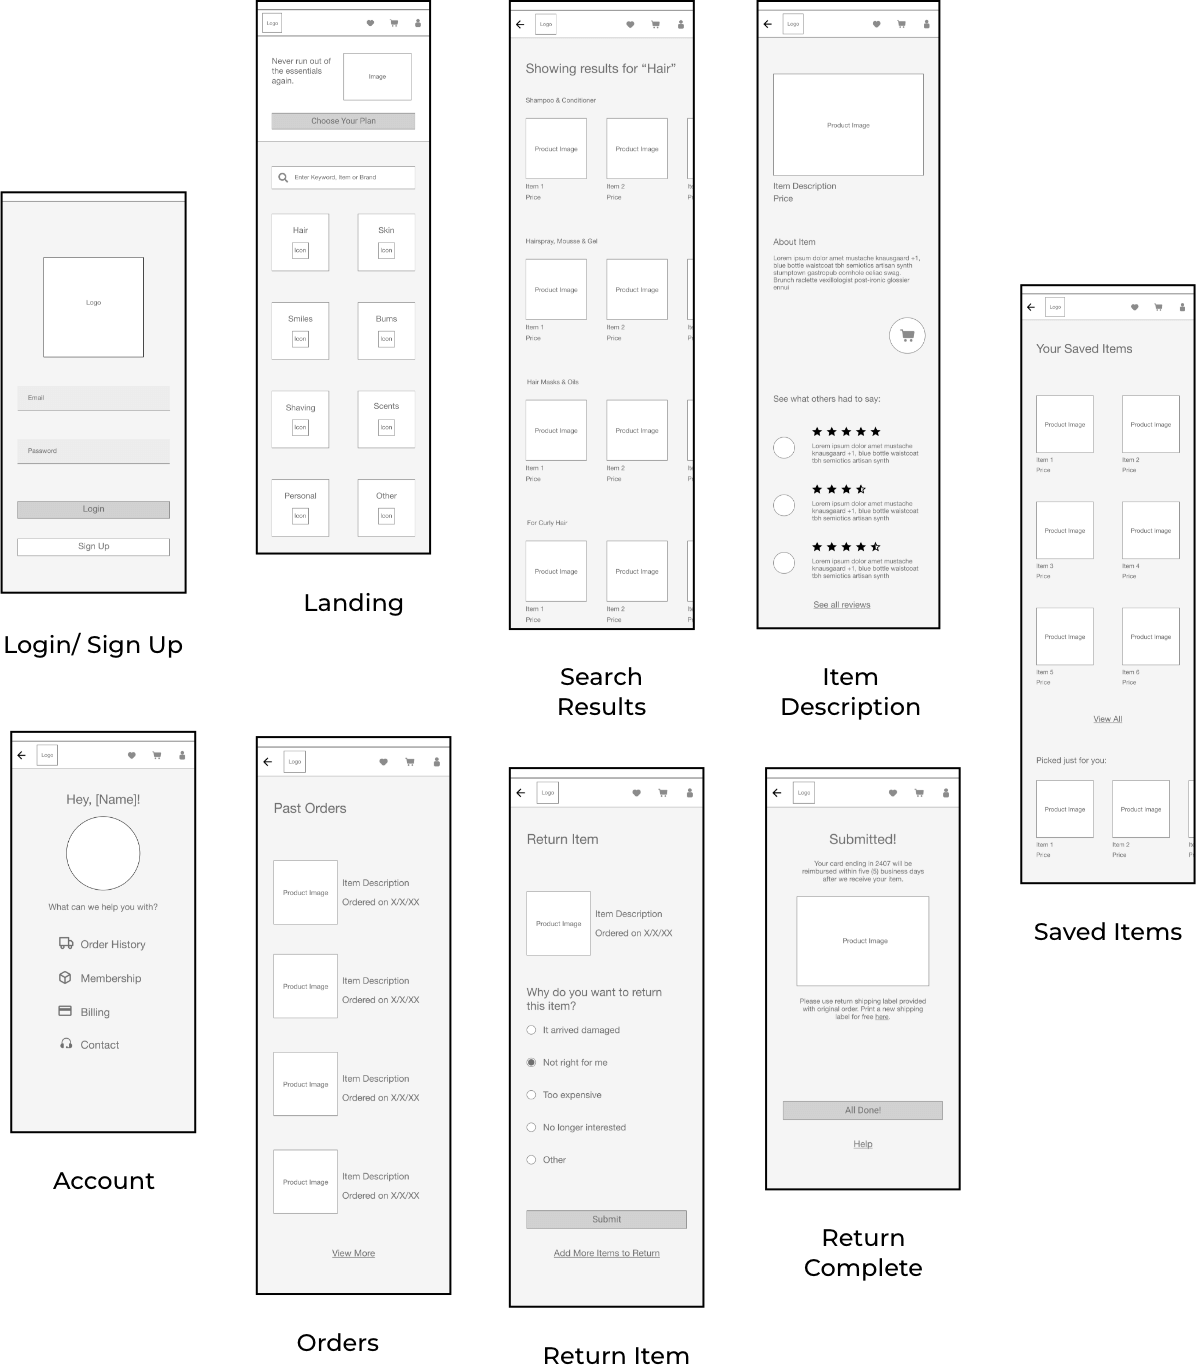 Logo
Email
Password
Login
Sign Up
Login/ Sign Up
Logo
Never run out of
the essentials
again.
Image
Choose Your Plan
Enter Keyword, Item or Brand
Hair
Icon
Skin
Icon
Smiles
Icon
Bums
Icon
Shaving
Icon
Scents
Icon
Personal
Icon
Other
Icon
Landing
Logo
Showing results for “Hair”
Shampoo & Conditioner
Product Image
Product Image
Item 1
Price
Item 2
Price
Hairspray, Mousse & Gel
Product Image
Product Image
Item 1
Price
Item 2
Price
Hair Masks & Oils
Product Image
Product Image
Item 1
Price
Item 2
Price
For Curly Hair
Product Image
Product Image
Item 1
Price
Item 2
Price
Search
Results
Logo
Product Image
Item Description
Price
About Item
Lorem ipsum dolor amet mustache knausgaard +1,
blue bottle waistcoat tbh semiotics artisan synth
stumptown gastropub cornhole celiac swag.
Brunch raclette vexillologist post-ironic glossier
ennui
See what others had to say:
Lorem ipsum dolor amet mustache
knausgaard +1, blue bottle waistcoat
tbh semiotics artisan synth
Lorem ipsum dolor amet mustache
knausgaard +1, blue bottle waistcoat
tbh semiotics artisan synth
Lorem ipsum dolor amet mustache
knausgaard +1, blue bottle waistcoat
tbh semiotics artisan synth
See all reviews
Item
Description
Logo
Your Saved Items
Product Image
Product Image
Item 1
Price
Item 2
Price
Product Image
Product Image
Item 3
Price
Item 4
Price
Product Image
Product Image
Item 5
Price
Item 6
Price
View All
Picked just for you:
Product Image
Product Image
Item 1
Price
Item 2
Price
Saved Items
Logo
Hey, [Name]!
What can we help you with?
Order History
Membership
Billing
Contact
Account
Logo
Past Orders
Product Image
Item Description
Ordered on X/X/XX
Product Image
Item Description
Ordered on X/X/XX
Product Image
Item Description
Ordered on X/X/XX
Product Image
Item Description
Ordered on X/X/XX
View More
Orders
Logo
Return Item
Product Image
Item Description
Ordered on X/X/XX
Why do you want to return
this item?
It arrived damaged
Not right for me
Too expensive
No longer interested
Other
Submit
Add More Items to Return
Return Item
Logo
Submitted!
Your card ending in 2407 will be
reimbursed within five (5) business days
after we receive your item.
Product Image
Please use return shipping label provided
with original order. Print a new shipping
label for free here.
All Done!
Help
Return
Complete